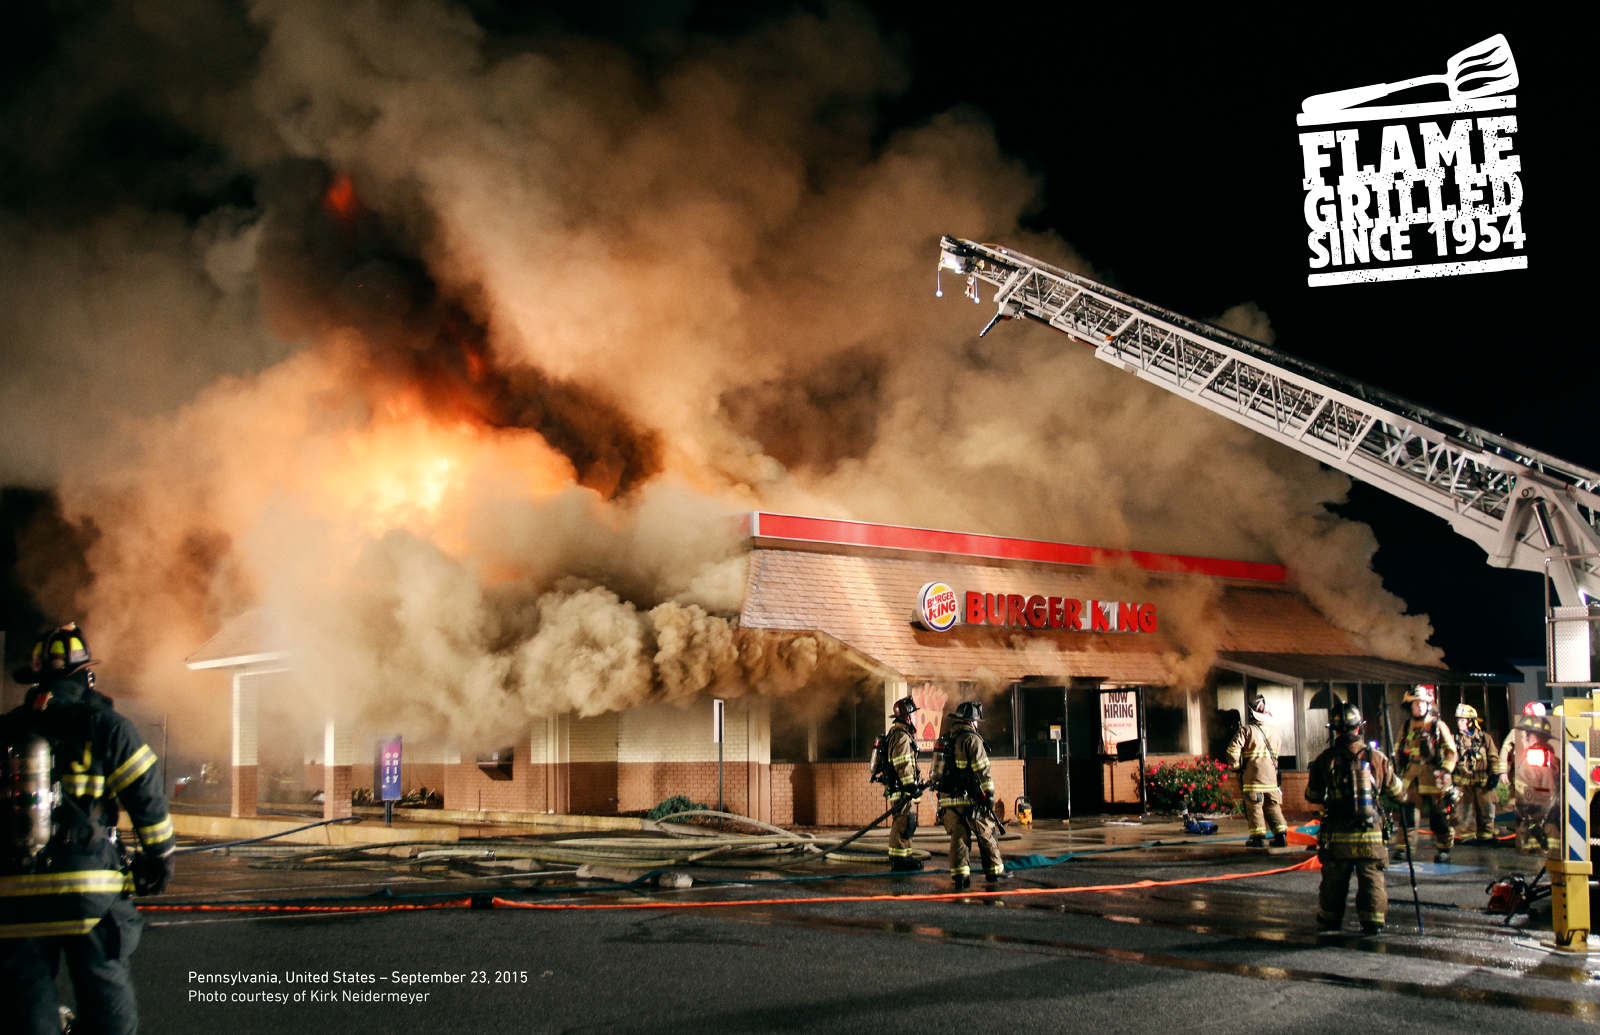 FLAME
GRILLED
SINCE 1954
BURGER
KING
BURGER KING
NOW
HIRING
Pennsylvania, United States – September 23, 2015
Photo courtesy of Kirk Neidermeyer